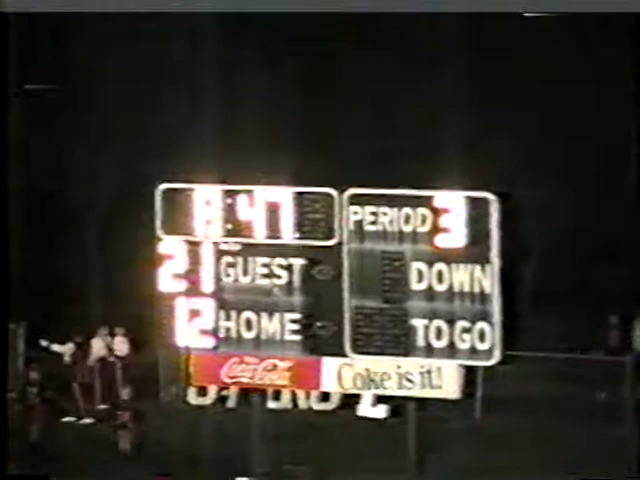 8:47 PERIOD 3
21 GUEST DOWN
12 HOME TO GO
Coca-Cola Coke is it!